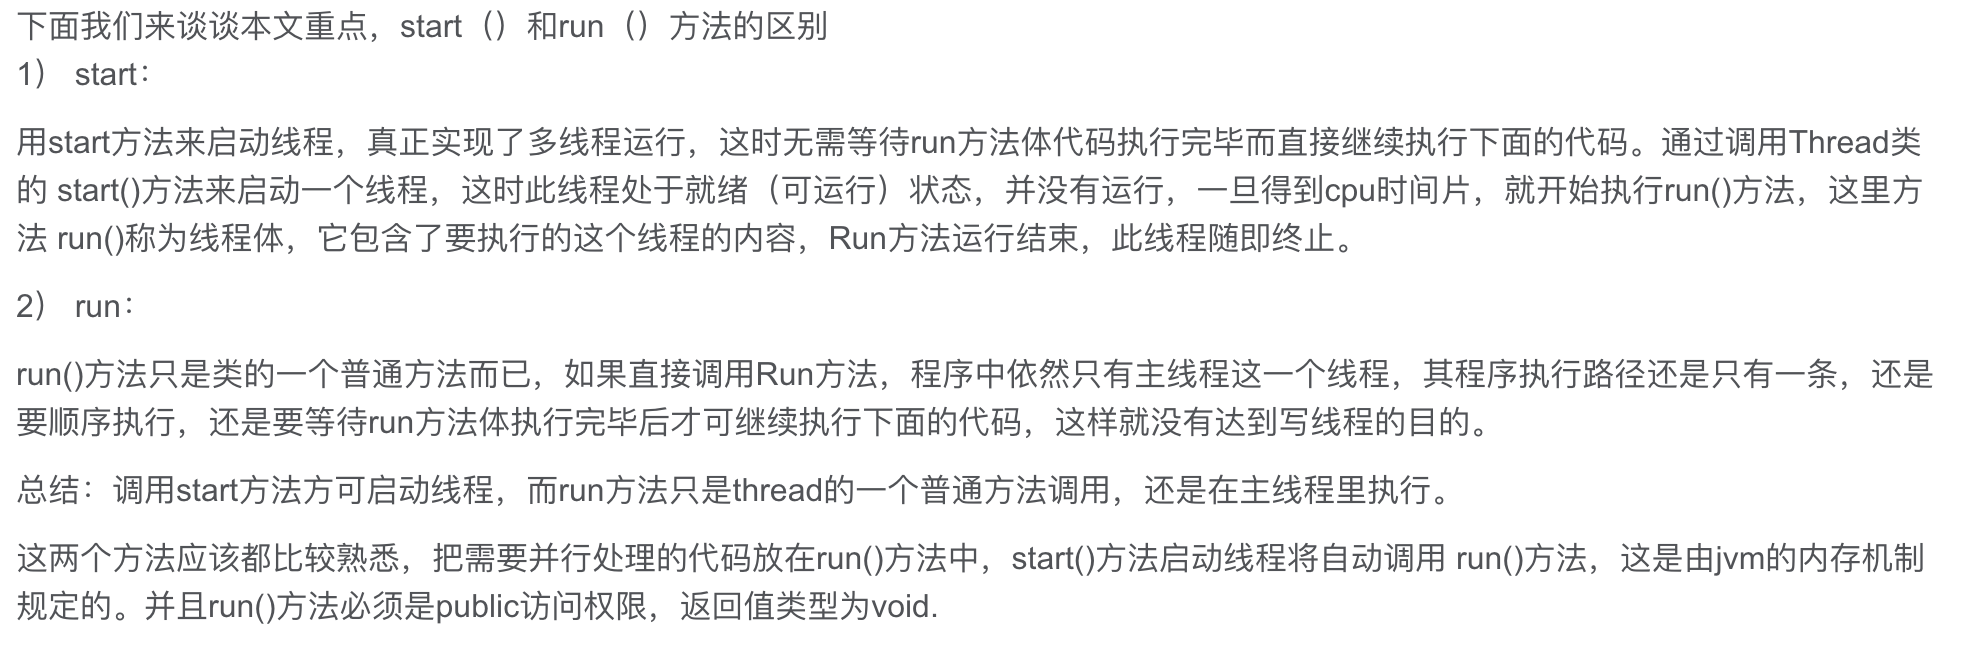 下面我们来谈谈本文重点，start（）和run（）方法的区别
1） start：
用start方法来启动线程，真正实现了多线程运行，这时无需等待run方法体代码执行完毕而直接继续执行下面的代码。通过调用Thread类
的 start()方法来启动一个线程，这时此线程处于就绪（可运行）状态，并没有运行，一旦得到cpu时间片，就开始执行run()方法，这里方
法 run()称为线程体，它包含了要执行的这个线程的内容，Run方法运行结束，此线程随即终止。
2） run：
run()方法只是类的一个普通方法而已，如果直接调用Run方法，程序中依然只有主线程这一个线程，其程序执行路径还是只有一条，还是
要顺序执行，还是要等待run方法体执行完毕后才可继续执行下面的代码，这样就没有达到写线程的目的。
总结：调用start方法方可启动线程，而run方法只是thread的一个普通方法调用，还是在主线程里执行。
这两个方法应该都比较熟悉，把需要并行处理的代码放在run()方法中，start()方法启动线程将自动调用 run()方法，这是由jvm的内存机制
规定的。并且run()方法必须是public访问权限，返回值类型为void.